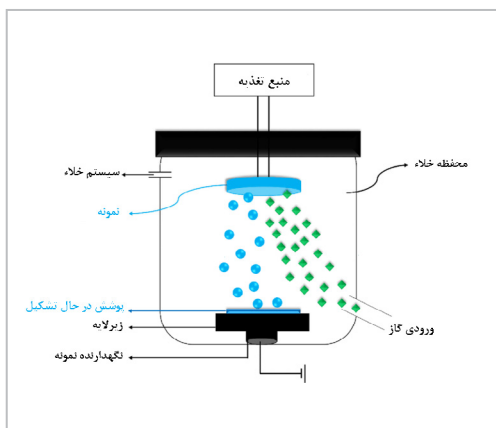 منبع تغذیه
محفظه خلاء
سیستم خلاء
نمونه
پوشش در حال تشکیل
زیرلایه
ورودی گاز
نگهدارنده نمونه